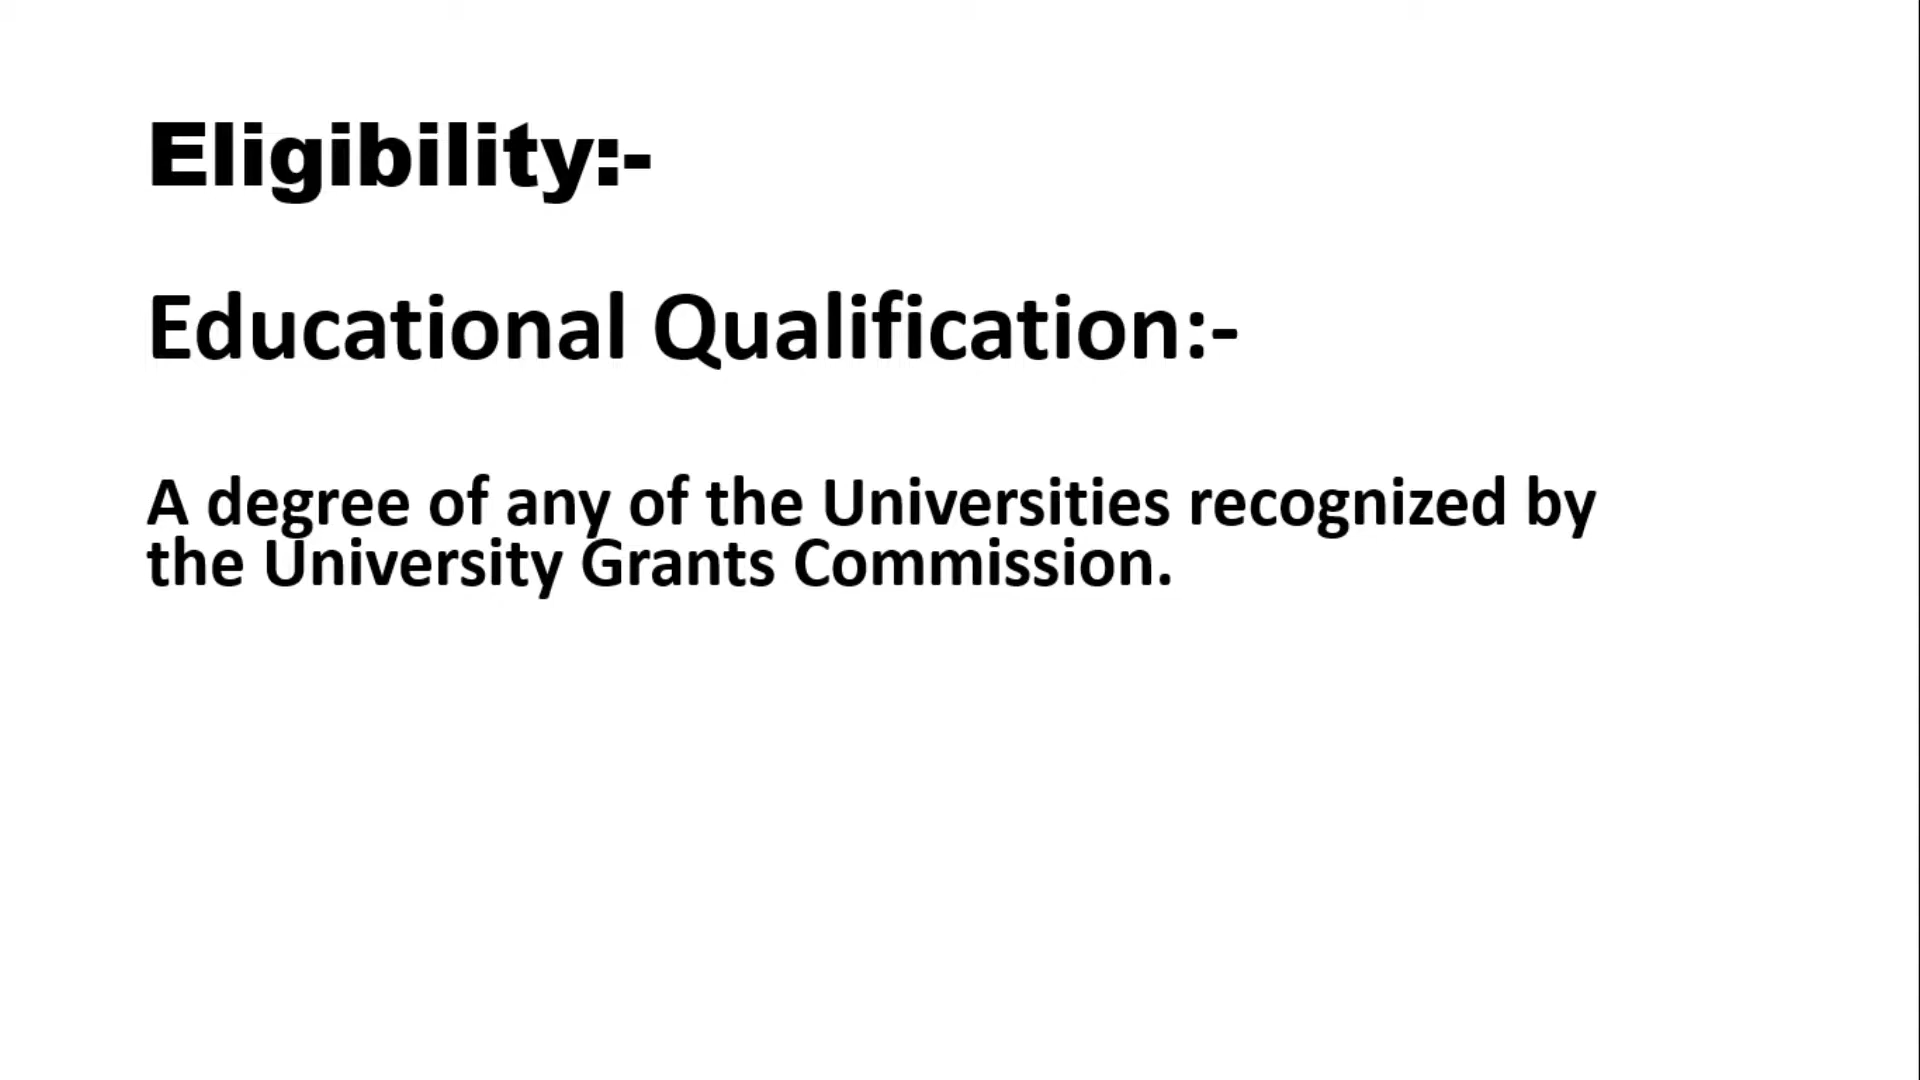 Eligibility:-
Educational Qualification:-
A degree of any of the Universities recognized by
the University Grants Commission.